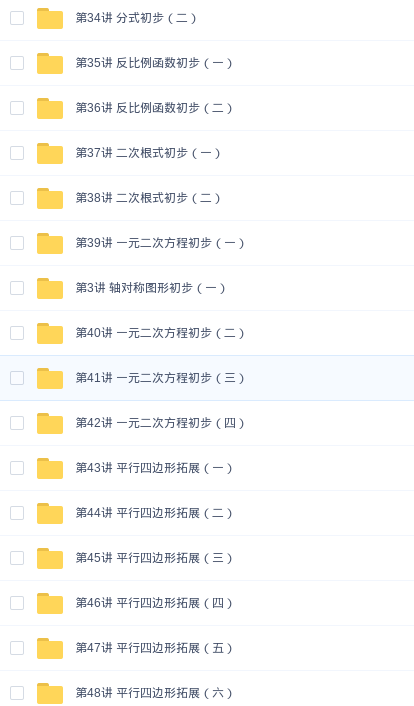 第34讲 分式初步（二）
第35讲 反比例函数初步（一）
第36讲 反比例函数初步（二）
第37讲 二次根式初步（一）
第38讲 二次根式初步（二）
第39讲 一元二次方程初步（一）
第3讲 轴对称图形初步（一）
第40讲 一元二次方程初步（二）
第41讲 一元二次方程初步（三）
第42讲 一元二次方程初步（四）
第43讲 平行四边形拓展（一）
第44讲 平行四边形拓展（二）
第45讲 平行四边形拓展（三）
第46讲 平行四边形拓展（四）
第47讲 平行四边形拓展（五）
第48讲 平行四边形拓展（六）